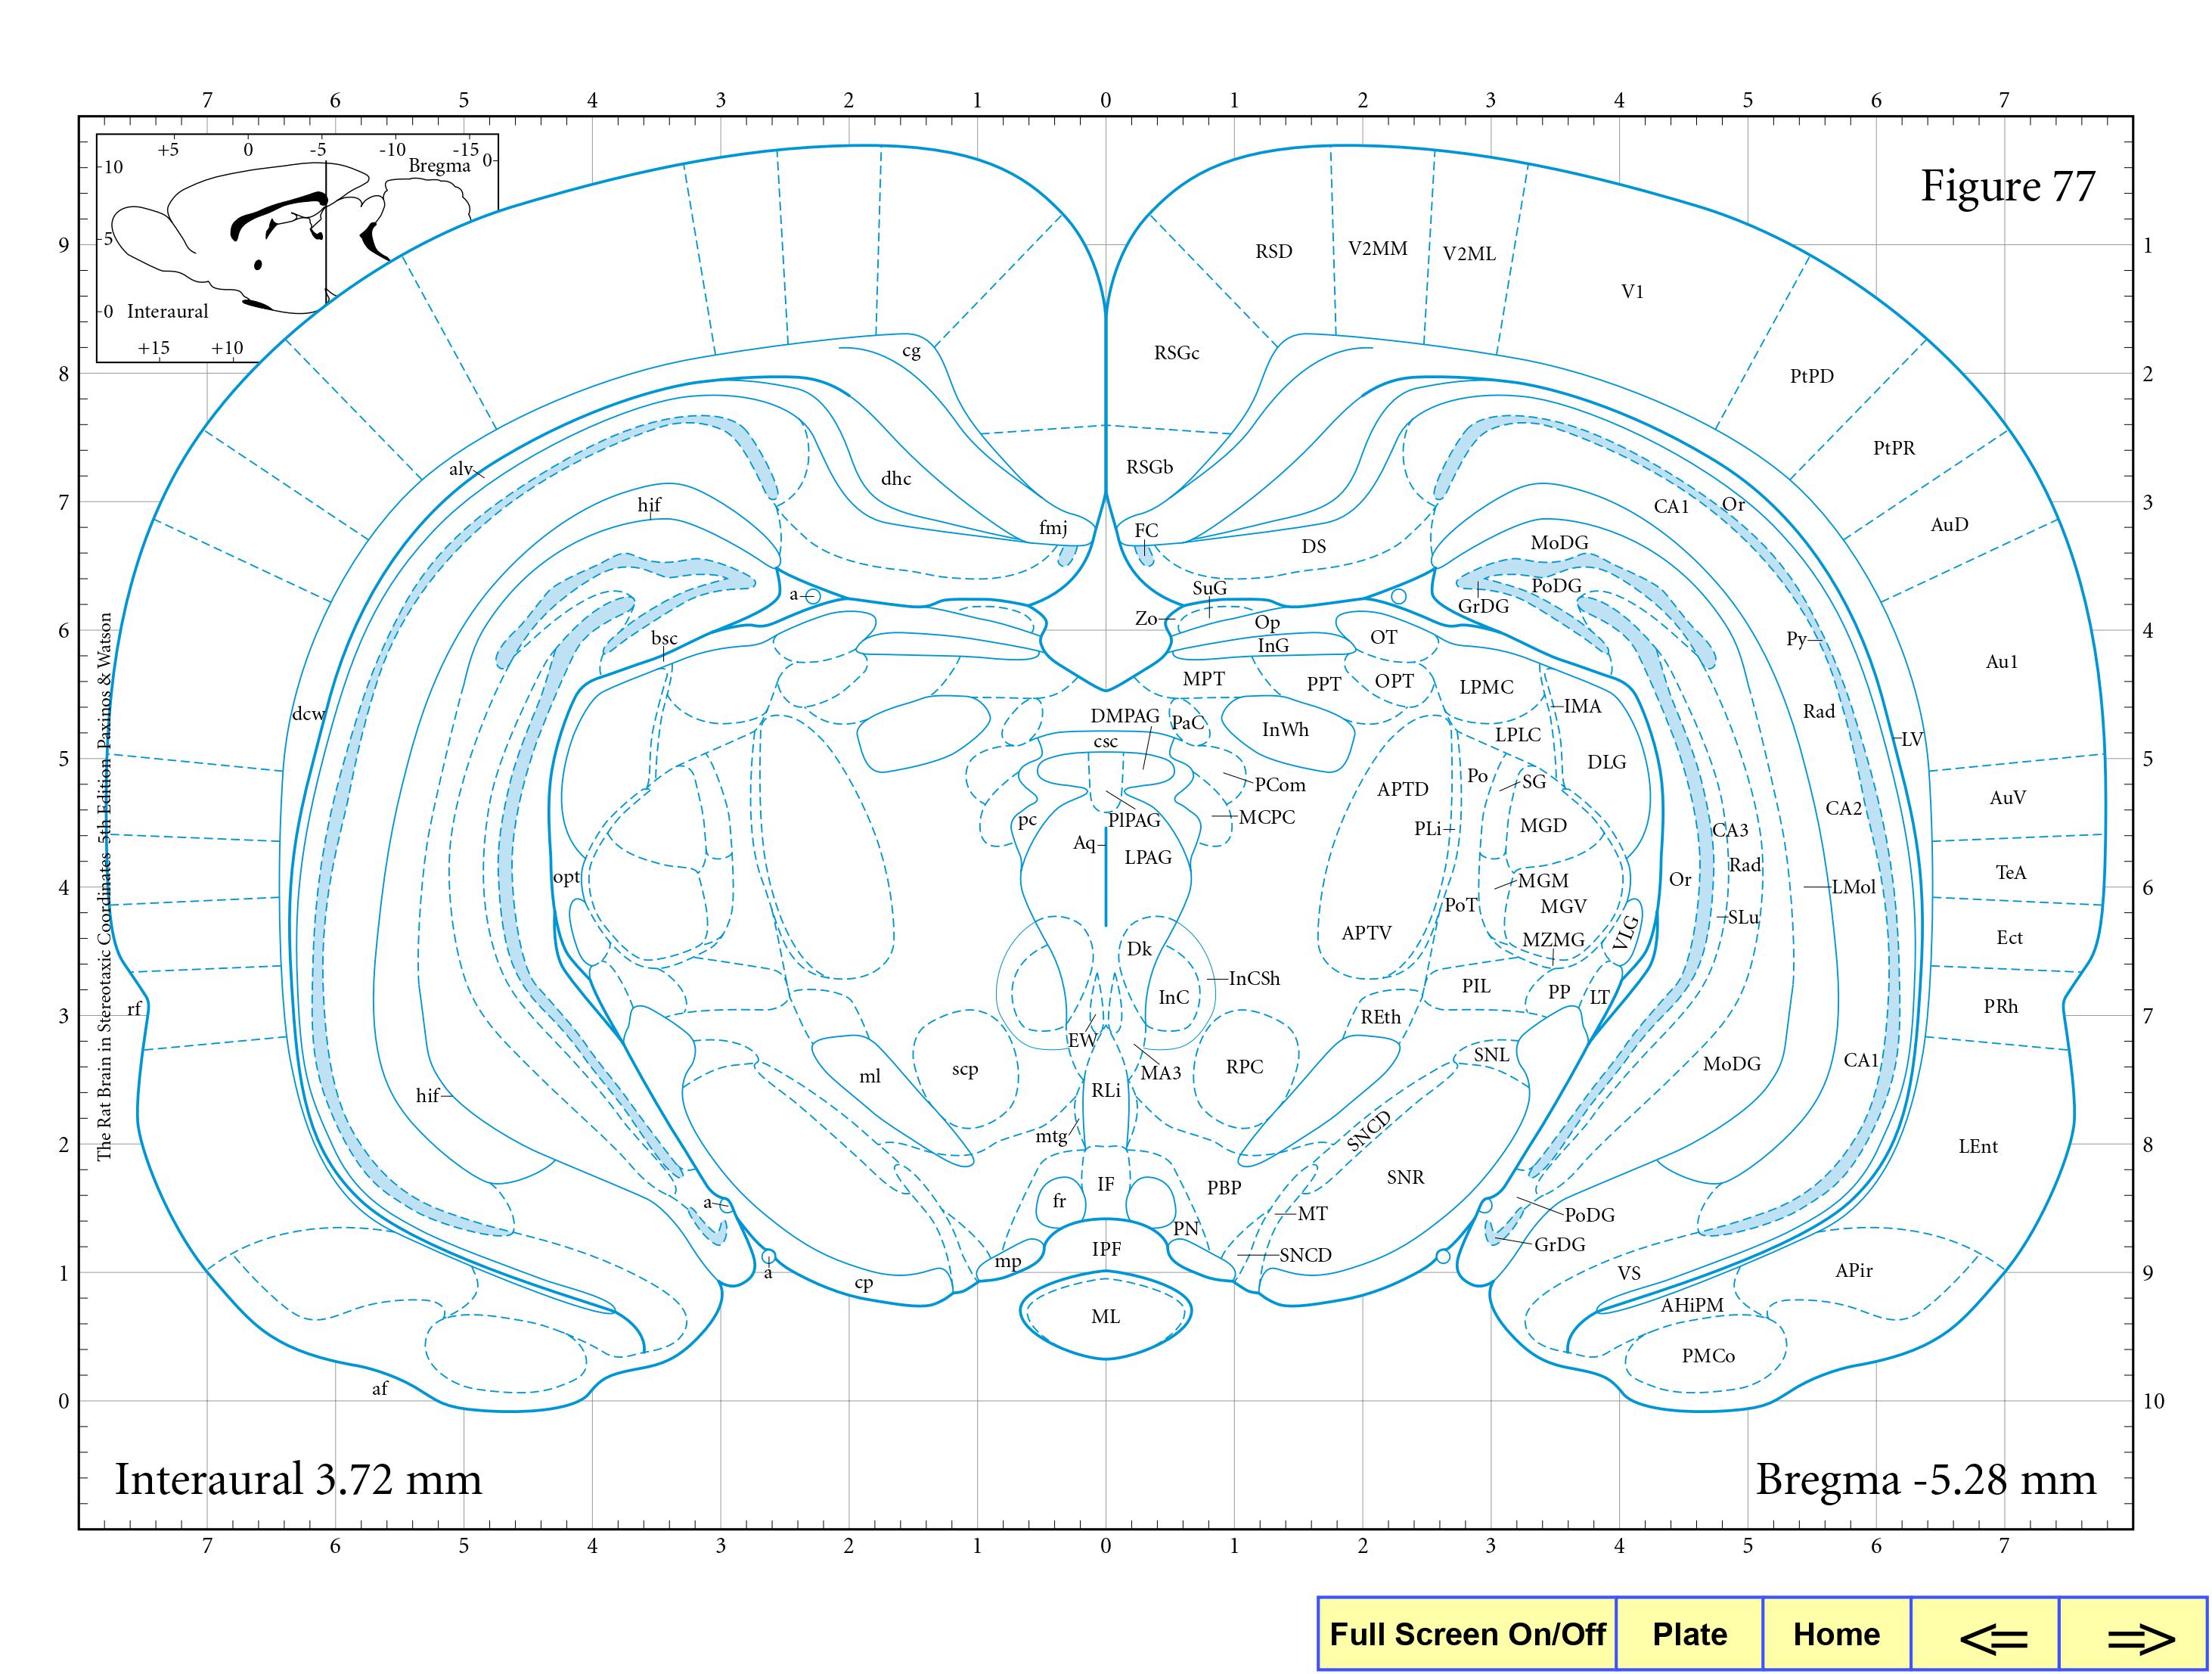 7 6 5 4 3 2 1 0 1 2 3 4 5 6 7
+5 0 -5 -10 -15 0
10 Bregma
5
0 Interaural
+15 +10
Figure 77
9 8 7 6 5 4 3 2 1 0
1 2 3 4 5 6 7 8 9 10
The Rat Brain in Stereotaxic Coordinates 5th Edition Paxinos & Watson
RSD V2MM V2ML
V1
cg RSGc
PtPD
PtPR
alv dhc RSGb
hif CA1 Or
fmj FC DS MoDG AuD
a SuG GrDG PoDG
Zo Op
bsc InG OT Py
Au1
MPT PPT OPT LPMC
dcw DMPAG PaC InWh IMA Rad
csc LPLC LV
PCom APTD Po SG DLG
pc PlPAG MCPC PLi MGD CA2 AuV
Aq LPAG CA3
opt MGM Or Rad LMol TeA
PoT MGV SLu
APTV MZMG VLG Ect
Dk
InCSh
InC PIL PP LT
rf REth PRh
EW
scp ml MA3 RPC SNL MoDG CA1
hif RLi
mtg SNCD LEnt
IF PBP SNR
a fr MT PoDG
PN
IPF SNCD GrDG
mp
a cp VS APir
AHiPM
ML
PMCo
af
Interaural 3.72 mm
Bregma -5.28 mm
7 6 5 4 3 2 1 0 1 2 3 4 5 6 7
Full Screen On/Off Plate Home